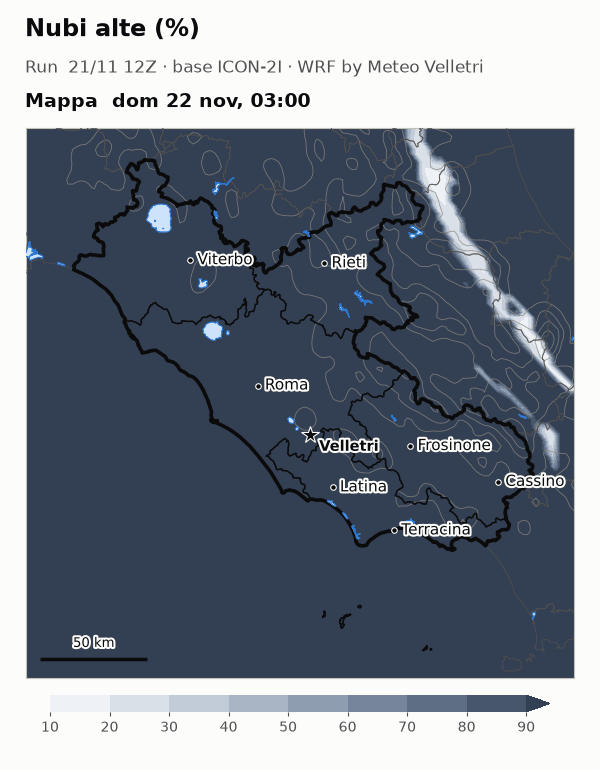 Nubi alte (%)
Run  21/11 12Z · base ICON-2I · WRF by Meteo Velletri
Mappa  dom 22 nov, 03:00
Viterbo
Rieti
Roma
Velletri
Frosinone
Latina
Cassino
Terracina
50 km
10 20 30 40 50 60 70 80 90